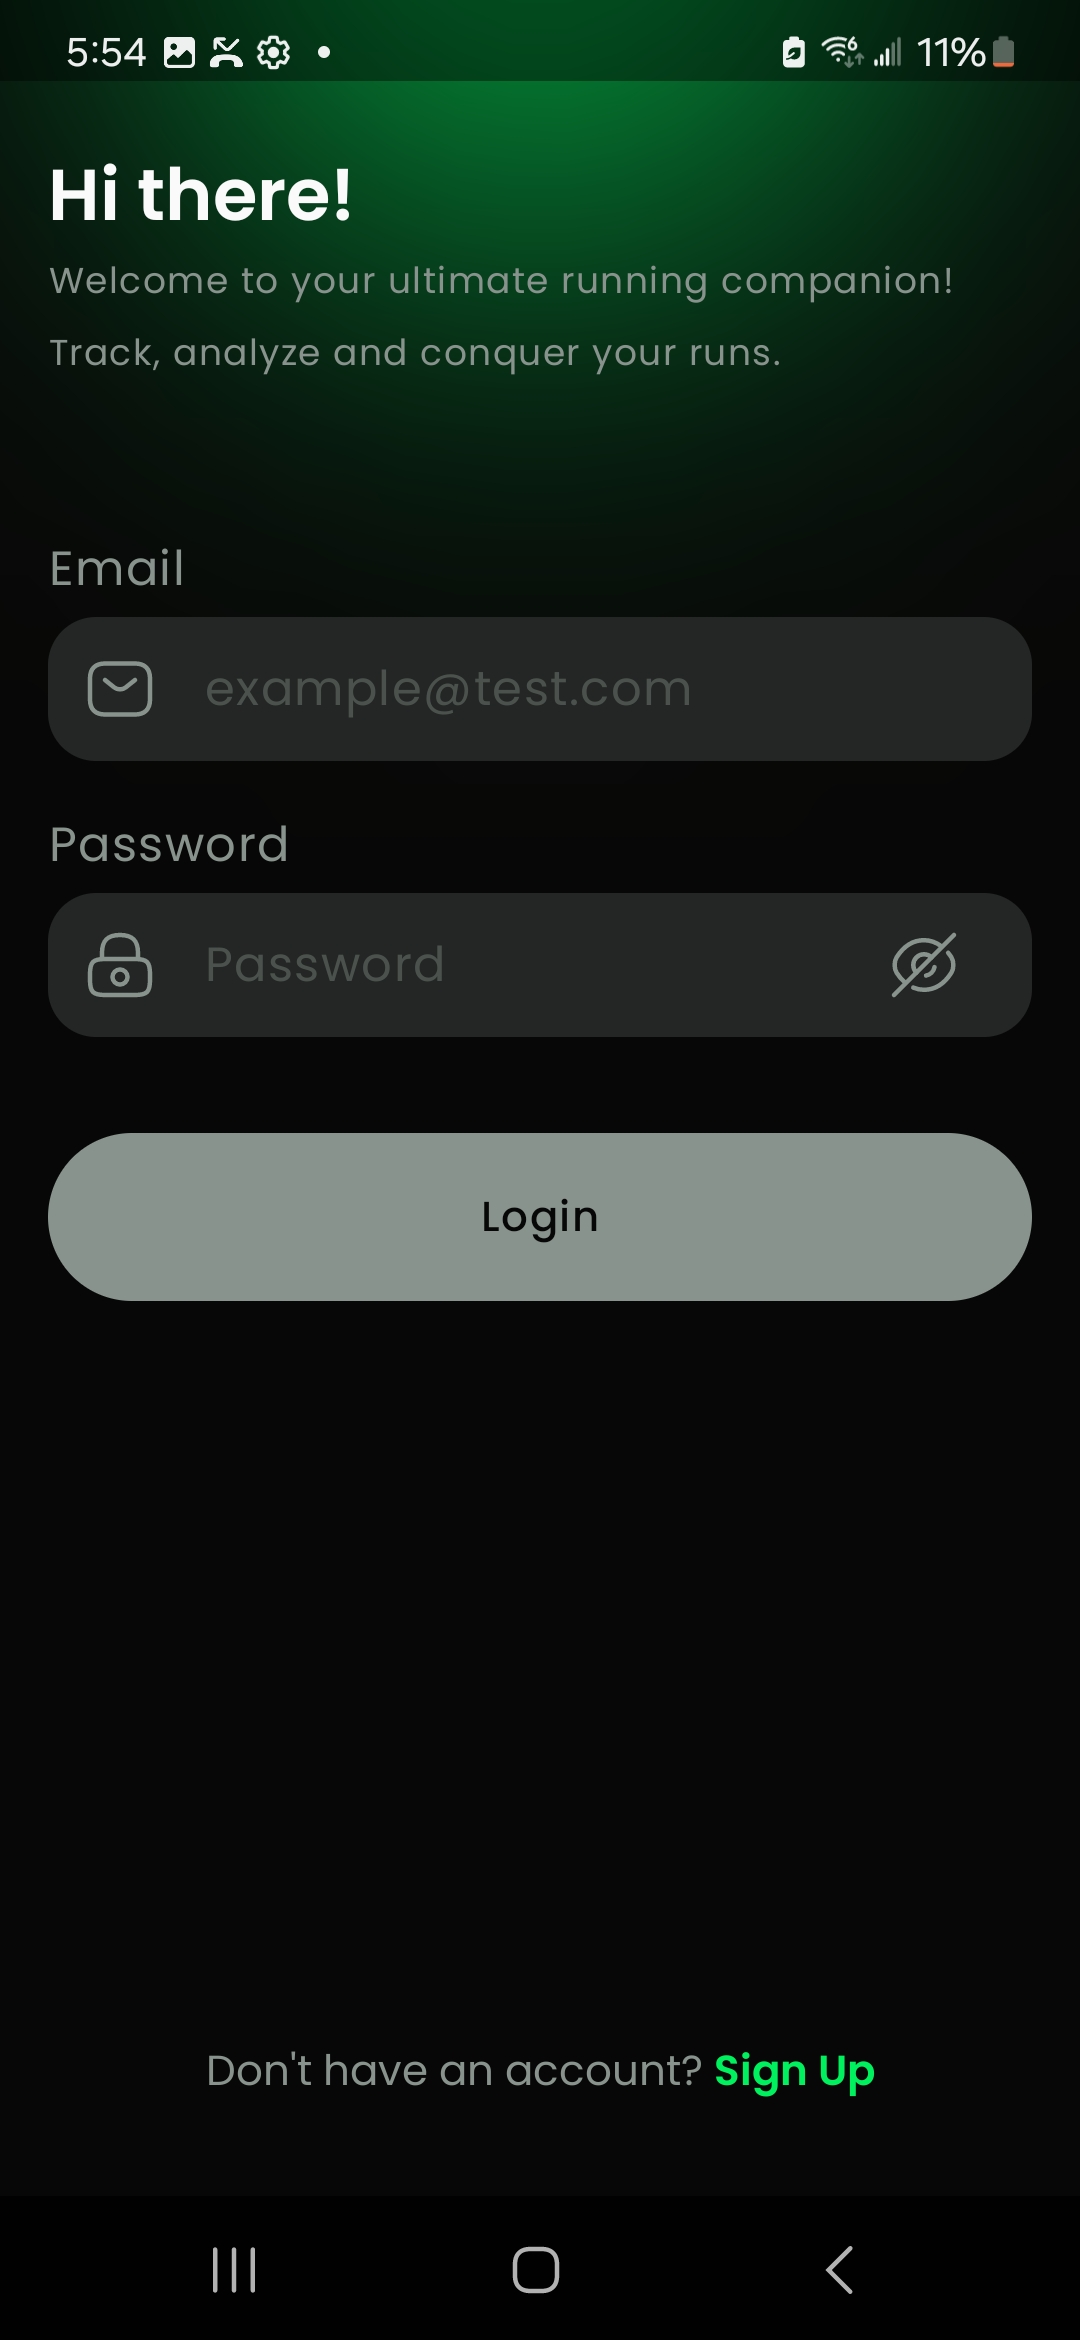 5:54 11%
Hi there!
Welcome to your ultimate running companion!
Track, analyze and conquer your runs.
Email
example@test.com
Password
Password
Login
Don't have an account? Sign Up